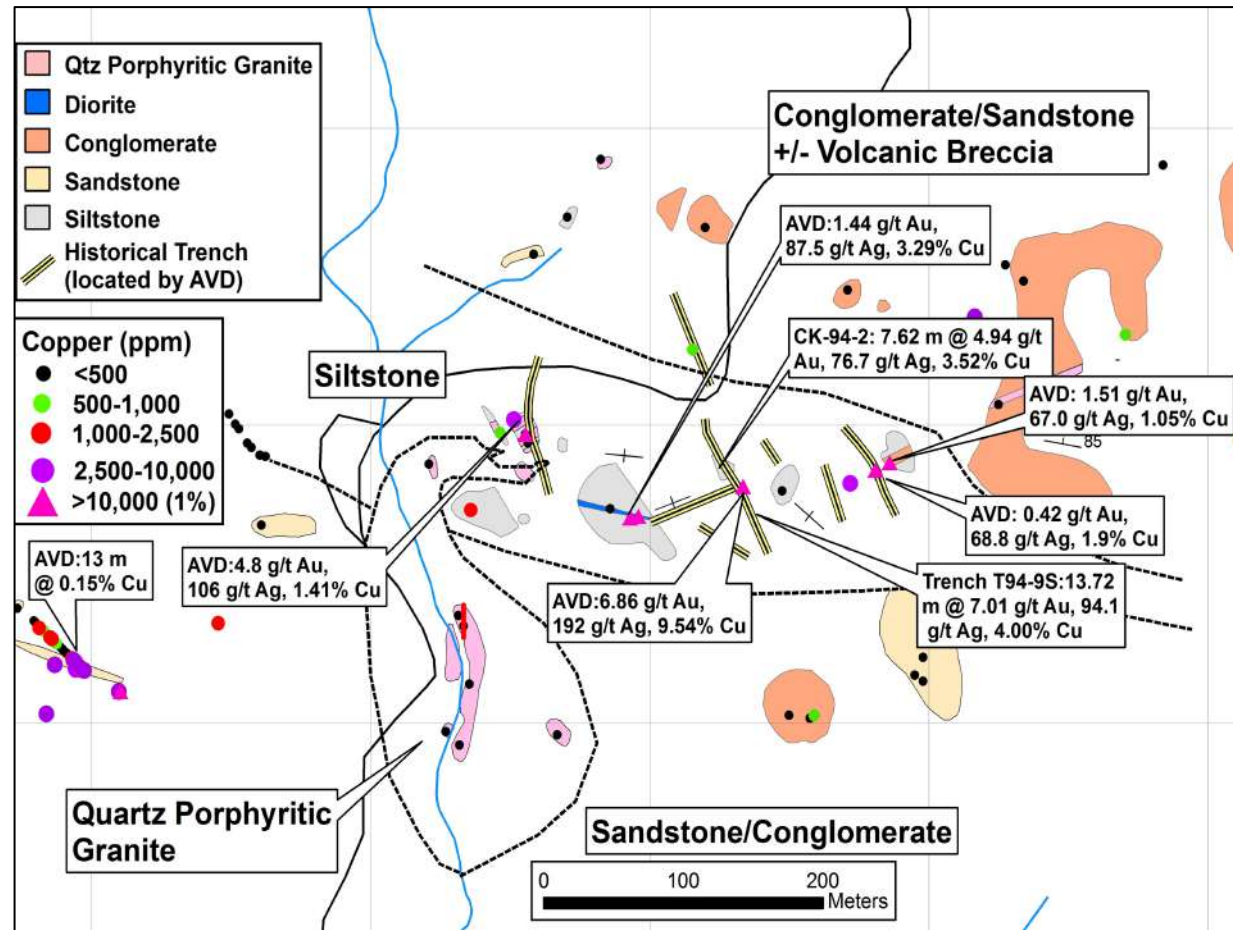 Qtz Porphyritic Granite
Diorite
Conglomerate
Sandstone
Siltstone
Historical Trench
(located by AVD)
Copper (ppm)
<500
500-1,000
1,000-2,500
2,500-10,000
>10,000 (1%)
Conglomerate/Sandstone
+/- Volcanic Breccia
AVD:1.44 g/t Au,
87.5 g/t Ag, 3.29% Cu
CK-94-2: 7.62 m @ 4.94 g/t
Au, 76.7 g/t Ag, 3.52% Cu
AVD: 1.51 g/t Au,
67.0 g/t Ag, 1.05% Cu
85
Siltstone
AVD:13 m
@ 0.15% Cu
AVD:4.8 g/t Au,
106 g/t Ag, 1.41% Cu
AVD:6.86 g/t Au,
192 g/t Ag, 9.54% Cu
AVD: 0.42 g/t Au,
68.8 g/t Ag, 1.9% Cu
Trench T94-9S:13.72
m @ 7.01 g/t Au, 94.1
g/t Ag, 4.00% Cu
Quartz Porphyritic
Granite
Sandstone/Conglomerate
0 100 200
Meters